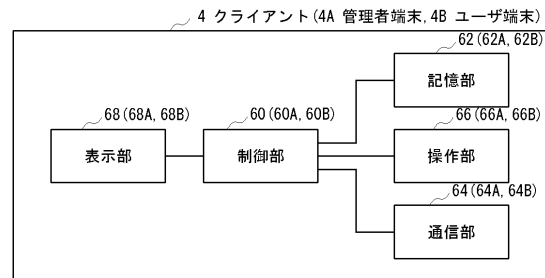 4 クライアント(4A 管理者端末,4B ユーザ端末)
62(62A,62B)
記憶部
68(68A,68B)
60(60A,60B)
66(66A,66B)
表示部
制御部
操作部
64(64A,64B)
通信部